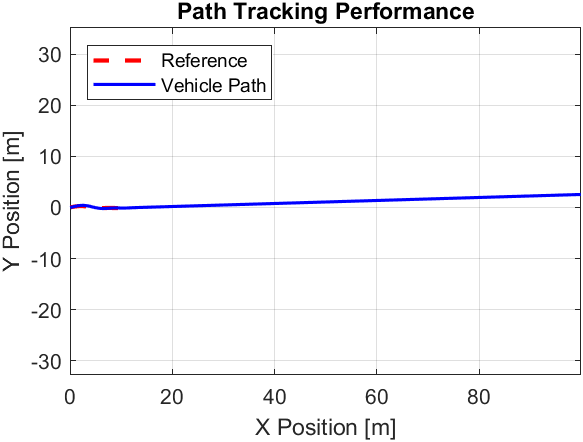 Path Tracking Performance
Reference
Vehicle Path
Y Position [m]
30
20
10
0
-10
-20
-30
0
20
40
60
80
X Position [m]